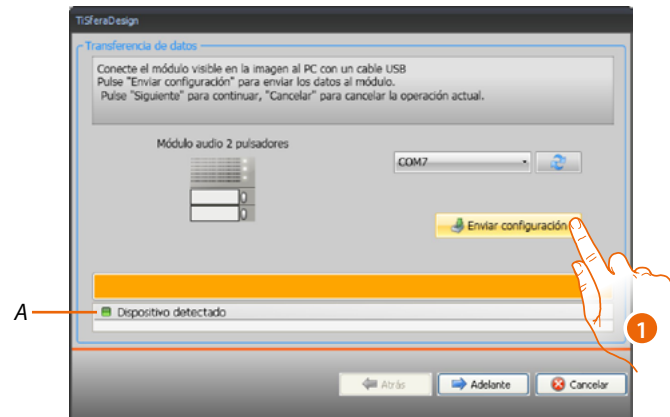 TiSferaDesign
Transferencia de datos
Conecte el módulo visible en la imagen al PC con un cable USB
Pulse "Enviar configuración" para enviar los datos al módulo.
Pulse "Siguiente" para continuar, "Cancelar" para cancelar la operación actual.
Módulo audio 2 pulsadores
COM7
Enviar configuración
A
Dispositivo detectado
1
Atrás
Adelante
Cancelar